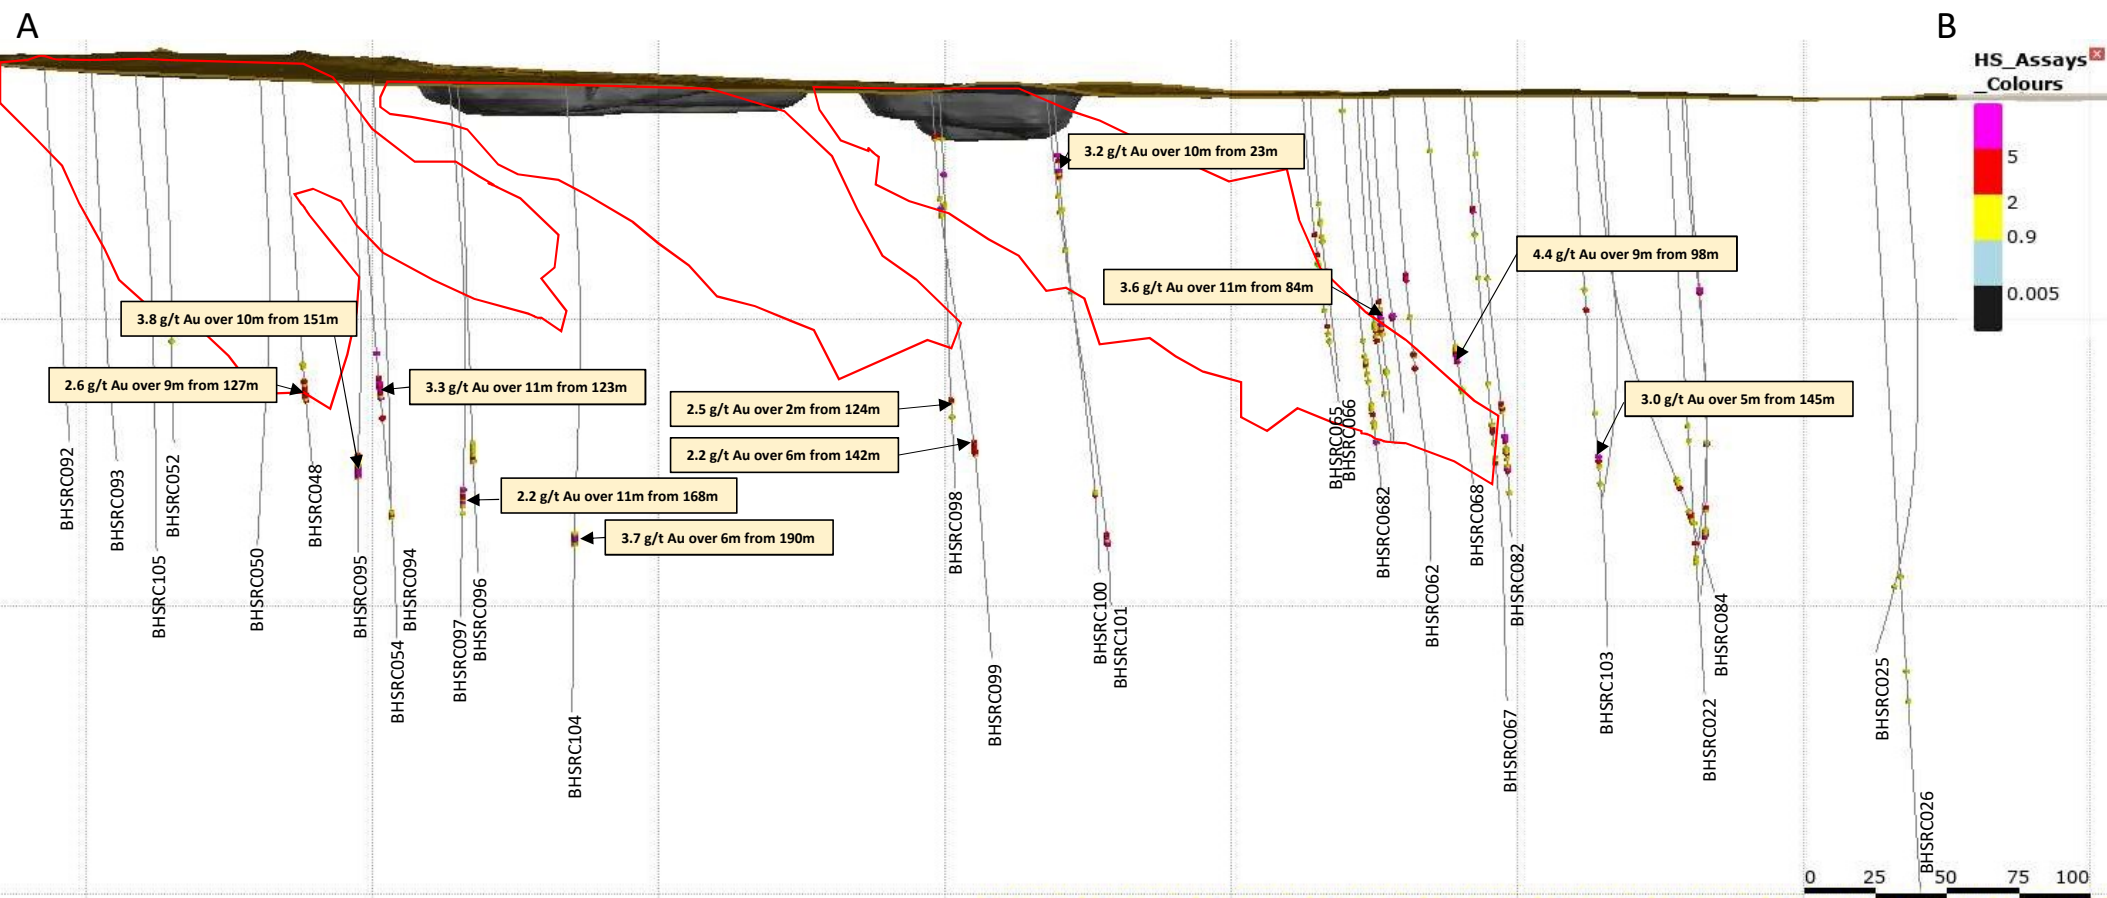 A
B
HS_Assays
_Colours
5
2
0.9
0.005
3.2 g/t Au over 10m from 23m
4.4 g/t Au over 9m from 98m
3.6 g/t Au over 11m from 84m
3.8 g/t Au over 10m from 151m
2.6 g/t Au over 9m from 127m
3.3 g/t Au over 11m from 123m
3.0 g/t Au over 5m from 145m
2.5 g/t Au over 2m from 124m
2.2 g/t Au over 6m from 142m
2.2 g/t Au over 11m from 168m
3.7 g/t Au over 6m from 190m
BHSRC092
BHSRC093
BHSRC105
BHSRC052
BHSRC050
BHSRC048
BHSRC095
BHSRC054
BHSRC094
BHSRC097
BHSRC096
BHSRC104
BHSRC098
BHSRC099
BHSRC100
BHSRC101
BHSRC065
BHSRC066
BHSRC0682
BHSRC062
BHSRC068
BHSRC067
BHSRC082
BHSRC103
BHSRC022
BHSRC084
BHSRC025
BHSRC026
0 25 50 75 100